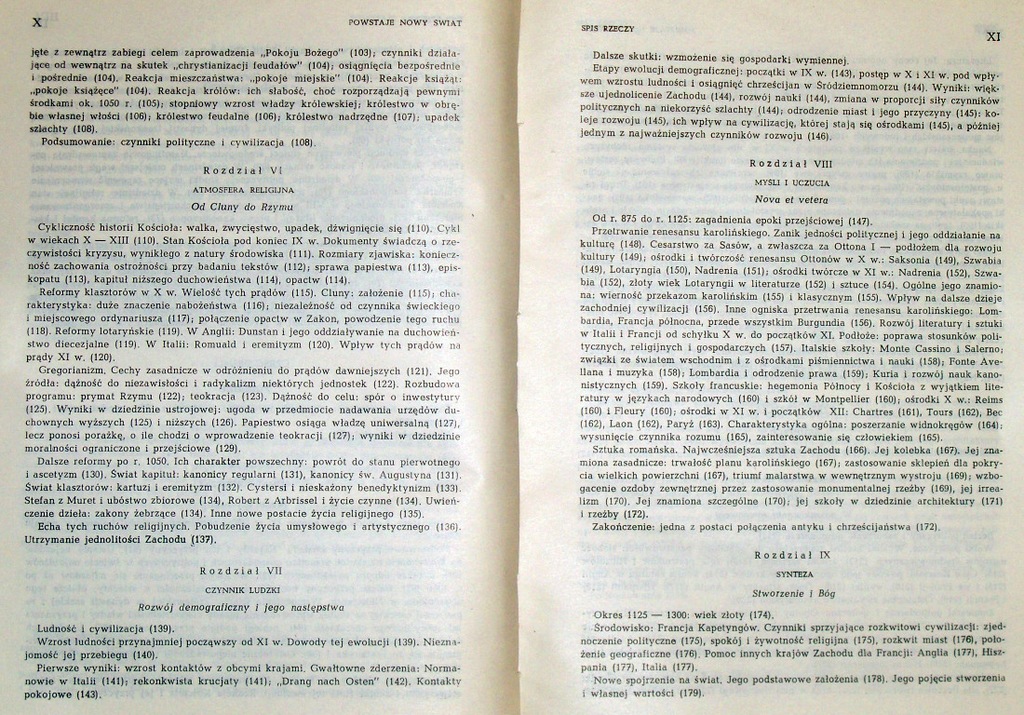 X
POWSTAJE NOWY ŚWIAT
jęte z zewnątrz zabiegi celem zaprowadzenia „Pokoju Bożego" (103); czynniki działa-
jące od wewnątrz na skutek „chrystianizacji feudałów" (104); osiągnięcia bezpośrednie
i pośrednie (104). Reakcja mieszczaństwa: „pokoje miejskie" (104). Reakcje książąt:
„pokoje książęce" (104). Reakcja królów: ich słabość, choć rozporządzają pewnymi
środkami ok. 1050 r. (105); stopniowy wzrost władzy królewskiej; królestwo w obrę-
bie własnej włości (106); królestwo feudalne (106); królestwo nadrzędne (107); upadek
szlachty (108).
Podsumowanie: czynniki polityczne i cywilizacja (108).
Rozdział VI
ATMOSFERA RELIGIJNA
Od Cluny do Rzymu
Cykliczność historii Kościoła: walka, zwycięstwo, upadek, dźwignięcie się (110). Cykl
w wiekach X — XIII (110). Stan Kościoła pod koniec IX w. Dokumenty świadczą o rze-
czywistości kryzysu, wynikłego z natury środowiska (111). Rozmiary zjawiska: koniecz-
ność zachowania ostrożności przy badaniu tekstów (112); sprawa papiestwa (113), epis-
kopatu (113), kapituł niższego duchowieństwa (114), opactw (114).
Reformy klasztorów w X w. Wielość tych prądów (115). Cluny: założenie (115); cha-
rakterystyka: duże znaczenie nabożeństwa (116); niezależność od czynnika świeckiego
i miejscowego ordynariusza (117); połączenie opactw w Zakon, powodzenie tego ruchu
(118). Reformy lotaryńskie (119). W Anglii: Dunstan i jego oddziaływanie na duchowień-
stwo diecezjalne (119). W Italii: Romuald i eremityzm (120). Wpływ tych prądów na
prądy XI w. (120).
Gregorianizm. Cechy zasadnicze w odróżnieniu do prądów dawniejszych (121). Jego
źródła: dążność do niezawisłości i radykalizm niektórych jednostek (122). Rozbudowa
programu: prymat Rzymu (122); teokracja (123). Dążność do celu: spór o inwestytury
(125). Wyniki w dziedzinie ustrojowej: ugoda w przedmiocie nadawania urzędów du-
chownych wyższych (125) i niższych (126). Papiestwo osiąga władzę uniwersalną (127),
lecz ponosi porażkę, o ile chodzi o wprowadzenie teokracji (127); wyniki w dziedzinie
moralności ograniczone i przejściowe (129).
Dalsze reformy po r. 1050. Ich charakter powszechny: powrót do stanu pierwotnego
i ascetyzm (130). Świat kapituł: kanonicy regularni (131), kanonicy św. Augustyna (131).
Świat klasztorów: kartuzi i eremityzm (132). Cystersi i nieskażony benedyktynizm (133).
Stefan z Muret i ubóstwo zbiorowe (134), Robert z Arbrissel i życie czynne (134). Uwień-
czenie dzieła: zakony żebrzące (134). Inne nowe postacie życia religijnego (135).
Echa tych ruchów religijnych. Pobudzenie życia umysłowego i artystycznego (136).
Utrzymanie jednolitości Zachodu (137).
Rozdział VII
CZYNNIK LUDZKI
Rozwój demograficzny i jego następstwa
Ludność i cywilizacja (139).
Wzrost ludności przynajmniej począwszy od XI w. Dowody tej ewolucji (139). Niezna-
jomość jej przebiegu (140).
Pierwsze wyniki: wzrost kontaktów z obcymi krajami. Gwałtowne zderzenia: Norma-
nowie w Italii (141); rekonkwista krucjaty (141); „Drang nach Osten" (142). Kontakty
pokojowe (143).
SPIS RZECZY
XI
Dalsze skutki: wzmożenie się gospodarki wymiennej.
Etapy ewolucji demograficznej: początki w IX w. (143), postęp w X i XI w. pod wpły-
wem wzrostu ludności i osiągnięć chrześcijan w Śródziemnomorzu (144). Wyniki: więk-
sze ujednolicenie Zachodu (144), rozwój nauki (144), zmiana w proporcji siły czynników
politycznych na niekorzyść szlachty (144); odrodzenie miast i jego przyczyny (145): ko-
leje rozwoju (145), ich wpływ na cywilizację, której stają się ośrodkami (145), a później
jednym z najważniejszych czynników rozwoju (146).
Rozdział VIII
MYŚLI I UCZUCIA
Nova et vetera
Od r. 875 do r. 1125: zagadnienia epoki przejściowej (147).
Przetrwanie renesansu karolińskiego. Zanik jedności politycznej i jego oddziałanie na
kulturę (148). Cesarstwo za Sasów, a zwłaszcza za Ottona I — podłożem dla rozwoju
kultury (149); ośrodki i twórczość renesansu Ottonów w X w.: Saksonia (149), Szwabia
(149), Lotaryngia (150), Nadrenia (151); ośrodki twórcze w XI w.: Nadrenia (152), Szwa-
bia (152), złoty wiek Lotaryngii w literaturze (152) i sztuce (154). Ogólne jego znamio-
na: wierność przekazom karolińskim (155) i klasycznym (155). Wpływ na dalsze dzieje
zachodniej cywilizacji (156). Inne ogniska przetrwania renesansu karolińskiego: Lom-
bardia, Francja północna, przede wszystkim Burgundia (156). Rozwój literatury i sztuki
w Italii i Francji od schyłku X w. do początków XI. Podłoże: poprawa stosunków poli-
tycznych, religijnych i gospodarczych (157). Italskie szkoły: Monte Cassino i Salerno;
związki ze światem wschodnim i z ośrodkami piśmiennictwa i nauki (158); Fonte Ave-
llana i muzyka (158); Lombardia i odrodzenie prawa (159); Kuria i rozwój nauk kano-
nistycznych (159). Szkoły francuskie: hegemonia Północy i Kościoła z wyjątkiem lite-
ratury w językach narodowych (160) i szkół w Montpellier (160); ośrodki X w.: Reims
(160) i Fleury (160); ośrodki w XI w. i początków XII: Chartres (161), Tours (162), Bec
(162), Laon (162), Paryż (163). Charakterystyka ogólna: poszerzanie widnokręgów (164);
wysunięcie czynnika rozumu (165), zainteresowanie się człowiekiem (165).
Sztuka romańska. Najwcześniejsza sztuka Zachodu (166). Jej kolebka (167). Jej zna-
miona zasadnicze: trwałość planu karolińskiego (167); zastosowanie sklepień dla pokry-
cia wielkich powierzchni (167), triumf malarstwa w wewnętrznym wystroju (169); wzbo-
gacenie ozdoby zewnętrznej przez zastosowanie monumentalnej rzeźby (169), jej irrea-
lizm (170). Jej znamiona szczególne (170); jej szkoły w dziedzinie architektury (171)
i rzeźby (172).
Zakończenie: jedna z postaci połączenia antyku i chrześcijaństwa (172).
Rozdział IX
SYNTEZA
Stworzenie i Bóg
Okres 1125 — 1300: wiek złoty (174).
Środowisko: Francja Kapetyngów. Czynniki sprzyjające rozkwitowi cywilizacji: zjed-
noczenie polityczne (175), spokój i żywotność religijna (175), rozkwit miast (176), poło-
żenie geograficzne (176). Pomoc innych krajów Zachodu dla Francji: Anglia (177), Hisz-
pania (177), Italia (177).
Nowe spojrzenie na świat. Jego podstawowe założenia (178). Jego pojęcie stworzenia
i własnej wartości (179).